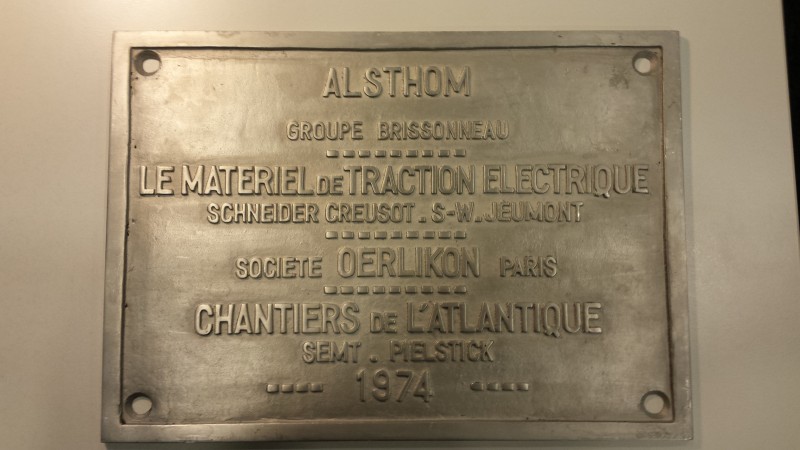 ALSTHOM
GROUPE BRISSONNEAU
LE MATERIEL DE TRACTION ELECTRIQUE
SCHNEIDER CREUSOT - S-W. JEUMONT
SOCIETE OERLIKON PARIS
CHANTIERS DE L'ATLANTIQUE
SEMT - PIELSTICK
1974